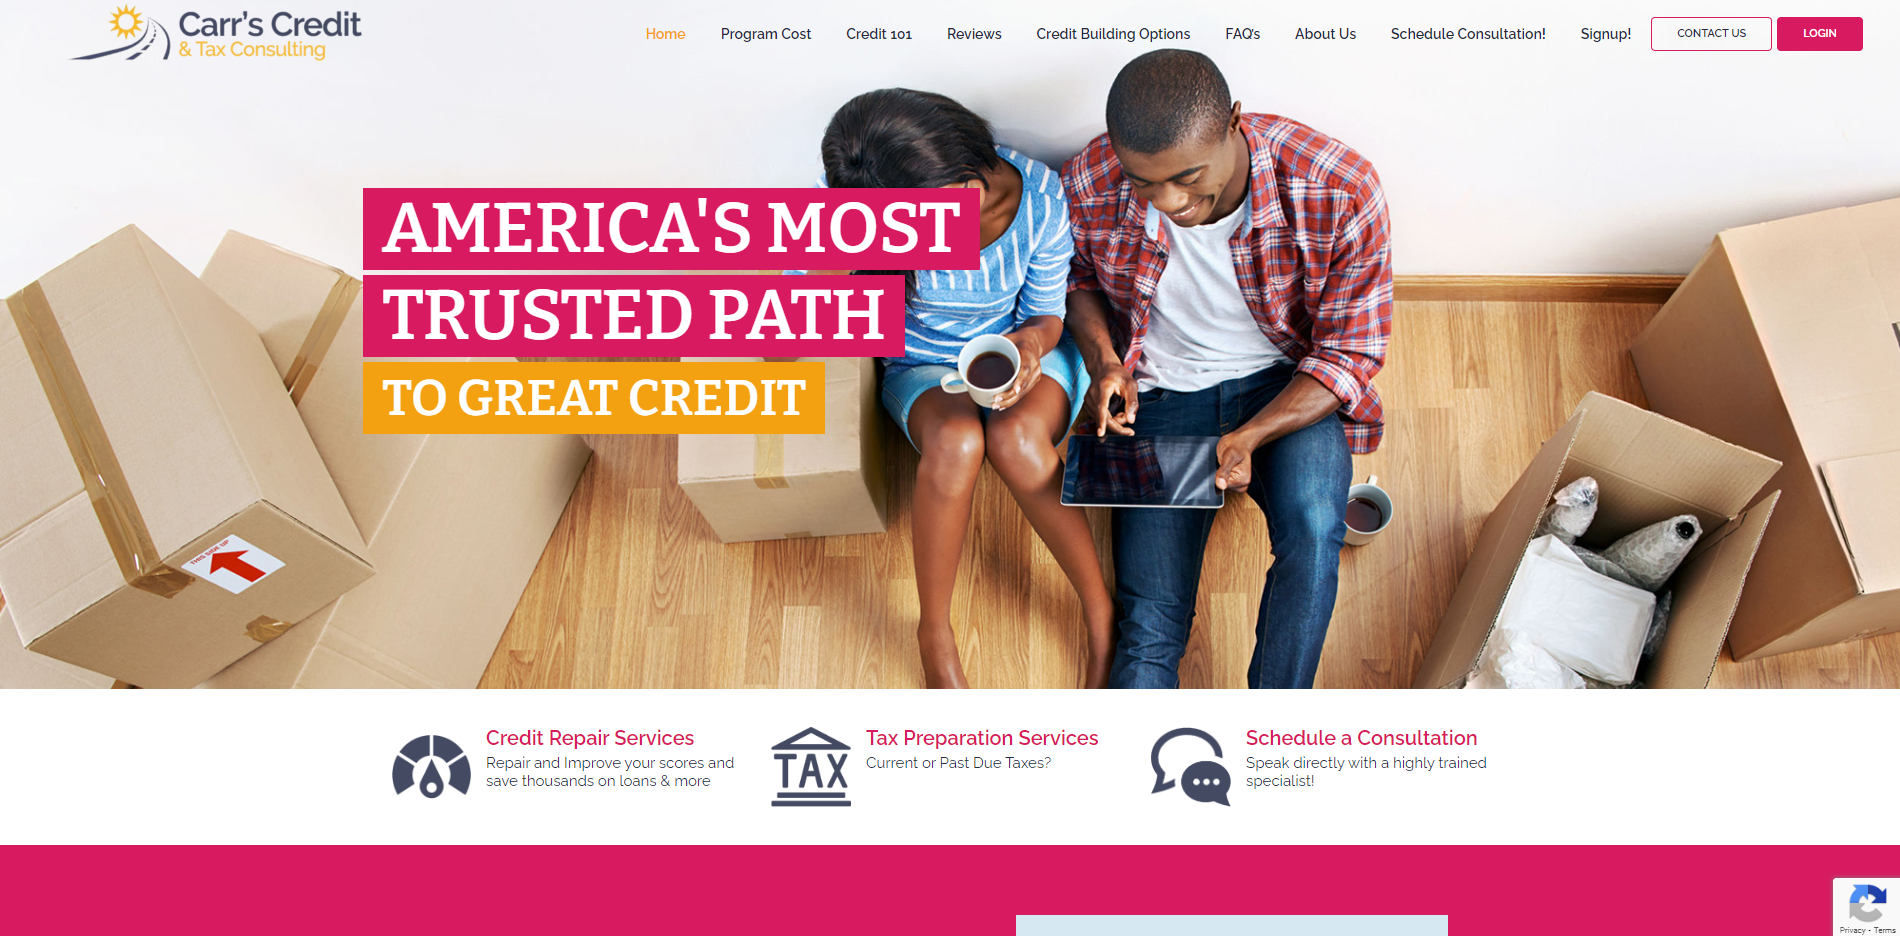 Carr's Credit
& Tax Consulting
Home
Program Cost
Credit 101
Reviews
Credit Building Options
FAQ's
About Us
Schedule Consultation!
Signup!
CONTACT US
LOGIN
AMERICA'S MOST
TRUSTED PATH
TO GREAT CREDIT
THIS SIDE UP
Credit Repair Services
Repair and Improve your scores and
save thousands on loans & more
TAX
Tax Preparation Services
Current or Past Due Taxes?
Schedule a Consultation
Speak directly with a highly trained
specialist!
Privacy - Terms